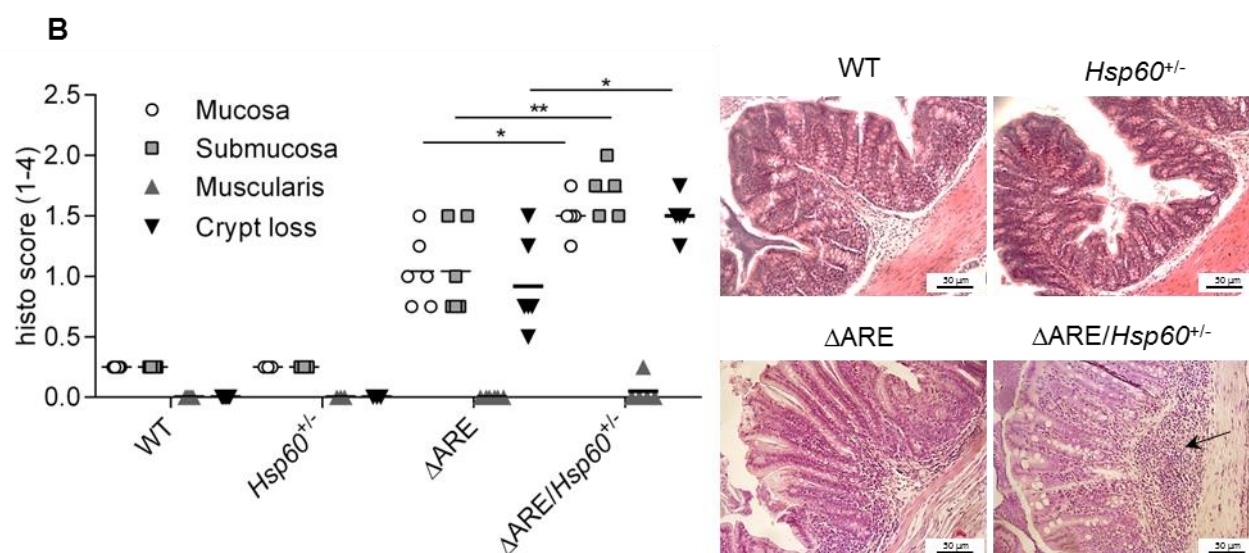 B
histo score (1-4)
2.5
2.0
1.5
1.0
0.5
0.0
Mucosa
Submucosa
Muscularis
Crypt loss
*
**
*
WT
Hsp60+/-
ΔARE
ΔARE/Hsp60+/-
WT
Hsp60+/-
50 µm
50 µm
ΔARE
ΔARE/Hsp60+/-
50 µm
50 µm